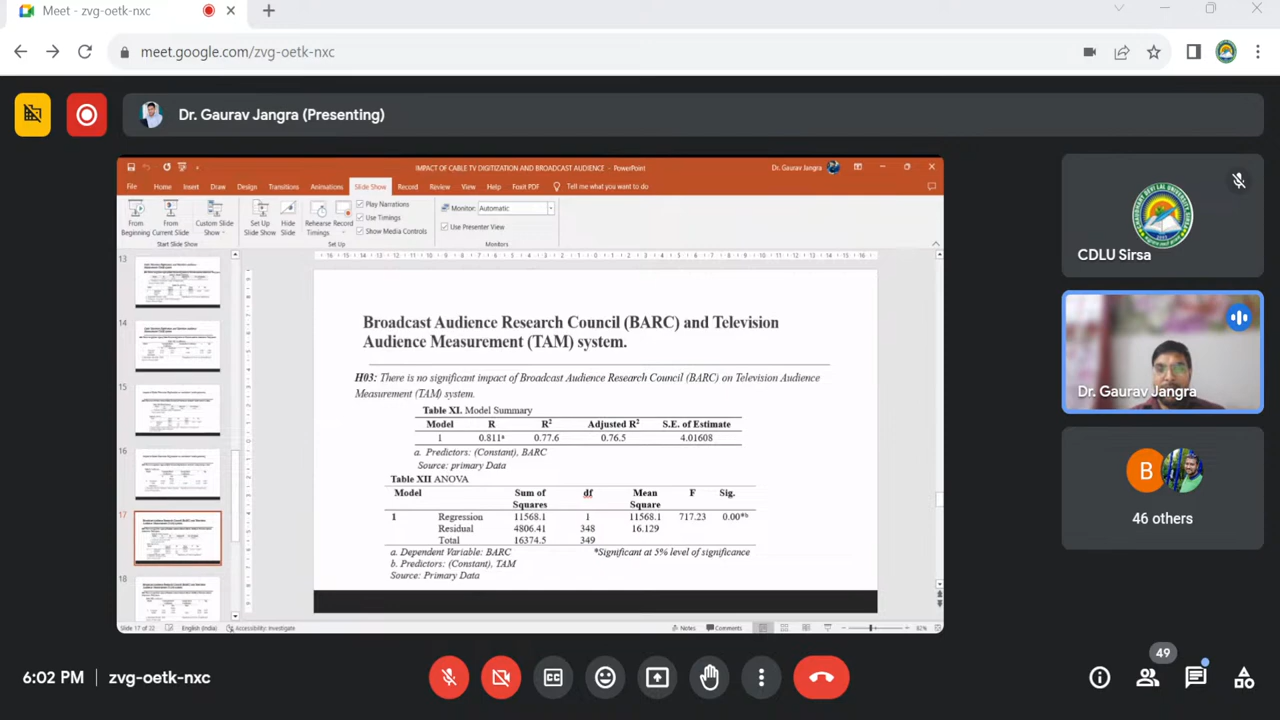 Meet - zvg-oetk-nxc
meet.google.com/zvg-oetk-nxc
Dr. Gaurav Jangra (Presenting)
IMPACT OF CABLE TV DIGITIZATION AND BROADCAST AUDIENCE - PowerPoint
Dr. Gaurav Jangra
File Home Insert Draw Design Transitions Animations Slide Show Record Review View Help Foxit PDF Tell me what you want to do
From Beginning
From Current Slide
Custom Slide Show
Set Up Slide Show
Hide Slide
Rehearse Timings
Record
Play Narrations
Use Timings
Show Media Controls
Monitor: Automatic
Use Presenter View
Start Slide Show
Set Up
Monitors
13
14
15
16
17
18
Broadcast Audience Research Council (BARC) and Television
Audience Measurement (TAM) system.
H03: There is no significant impact of Broadcast Audience Research Council (BARC) on Television Audience
Measurement (TAM) system.
Table XI. Model Summary
Model R R² Adjusted R² S.E. of Estimate
1 0.811ᵃ 0.77.6 0.76.5 4.01608
a. Predictors: (Constant), BARC
Source: primary Data
Table XII ANOVA
Model Sum of Squares df Mean Square F Sig.
1 Regression 11568.1 1 11568.1 717.23 0.00*ᵇ
Residual 4806.41 348 16.129
Total 16374.5 349
a. Dependent Variable: BARC *Significant at 5% level of significance
b. Predictors: (Constant), TAM
Source: Primary Data
Slide 17 of 22 English (India) Accessibility: Investigate
Notes Comments 82%
CDLU Sirsa
Dr. Gaurav Jangra
B
46 others
6:02 PM zvg-oetk-nxc
49